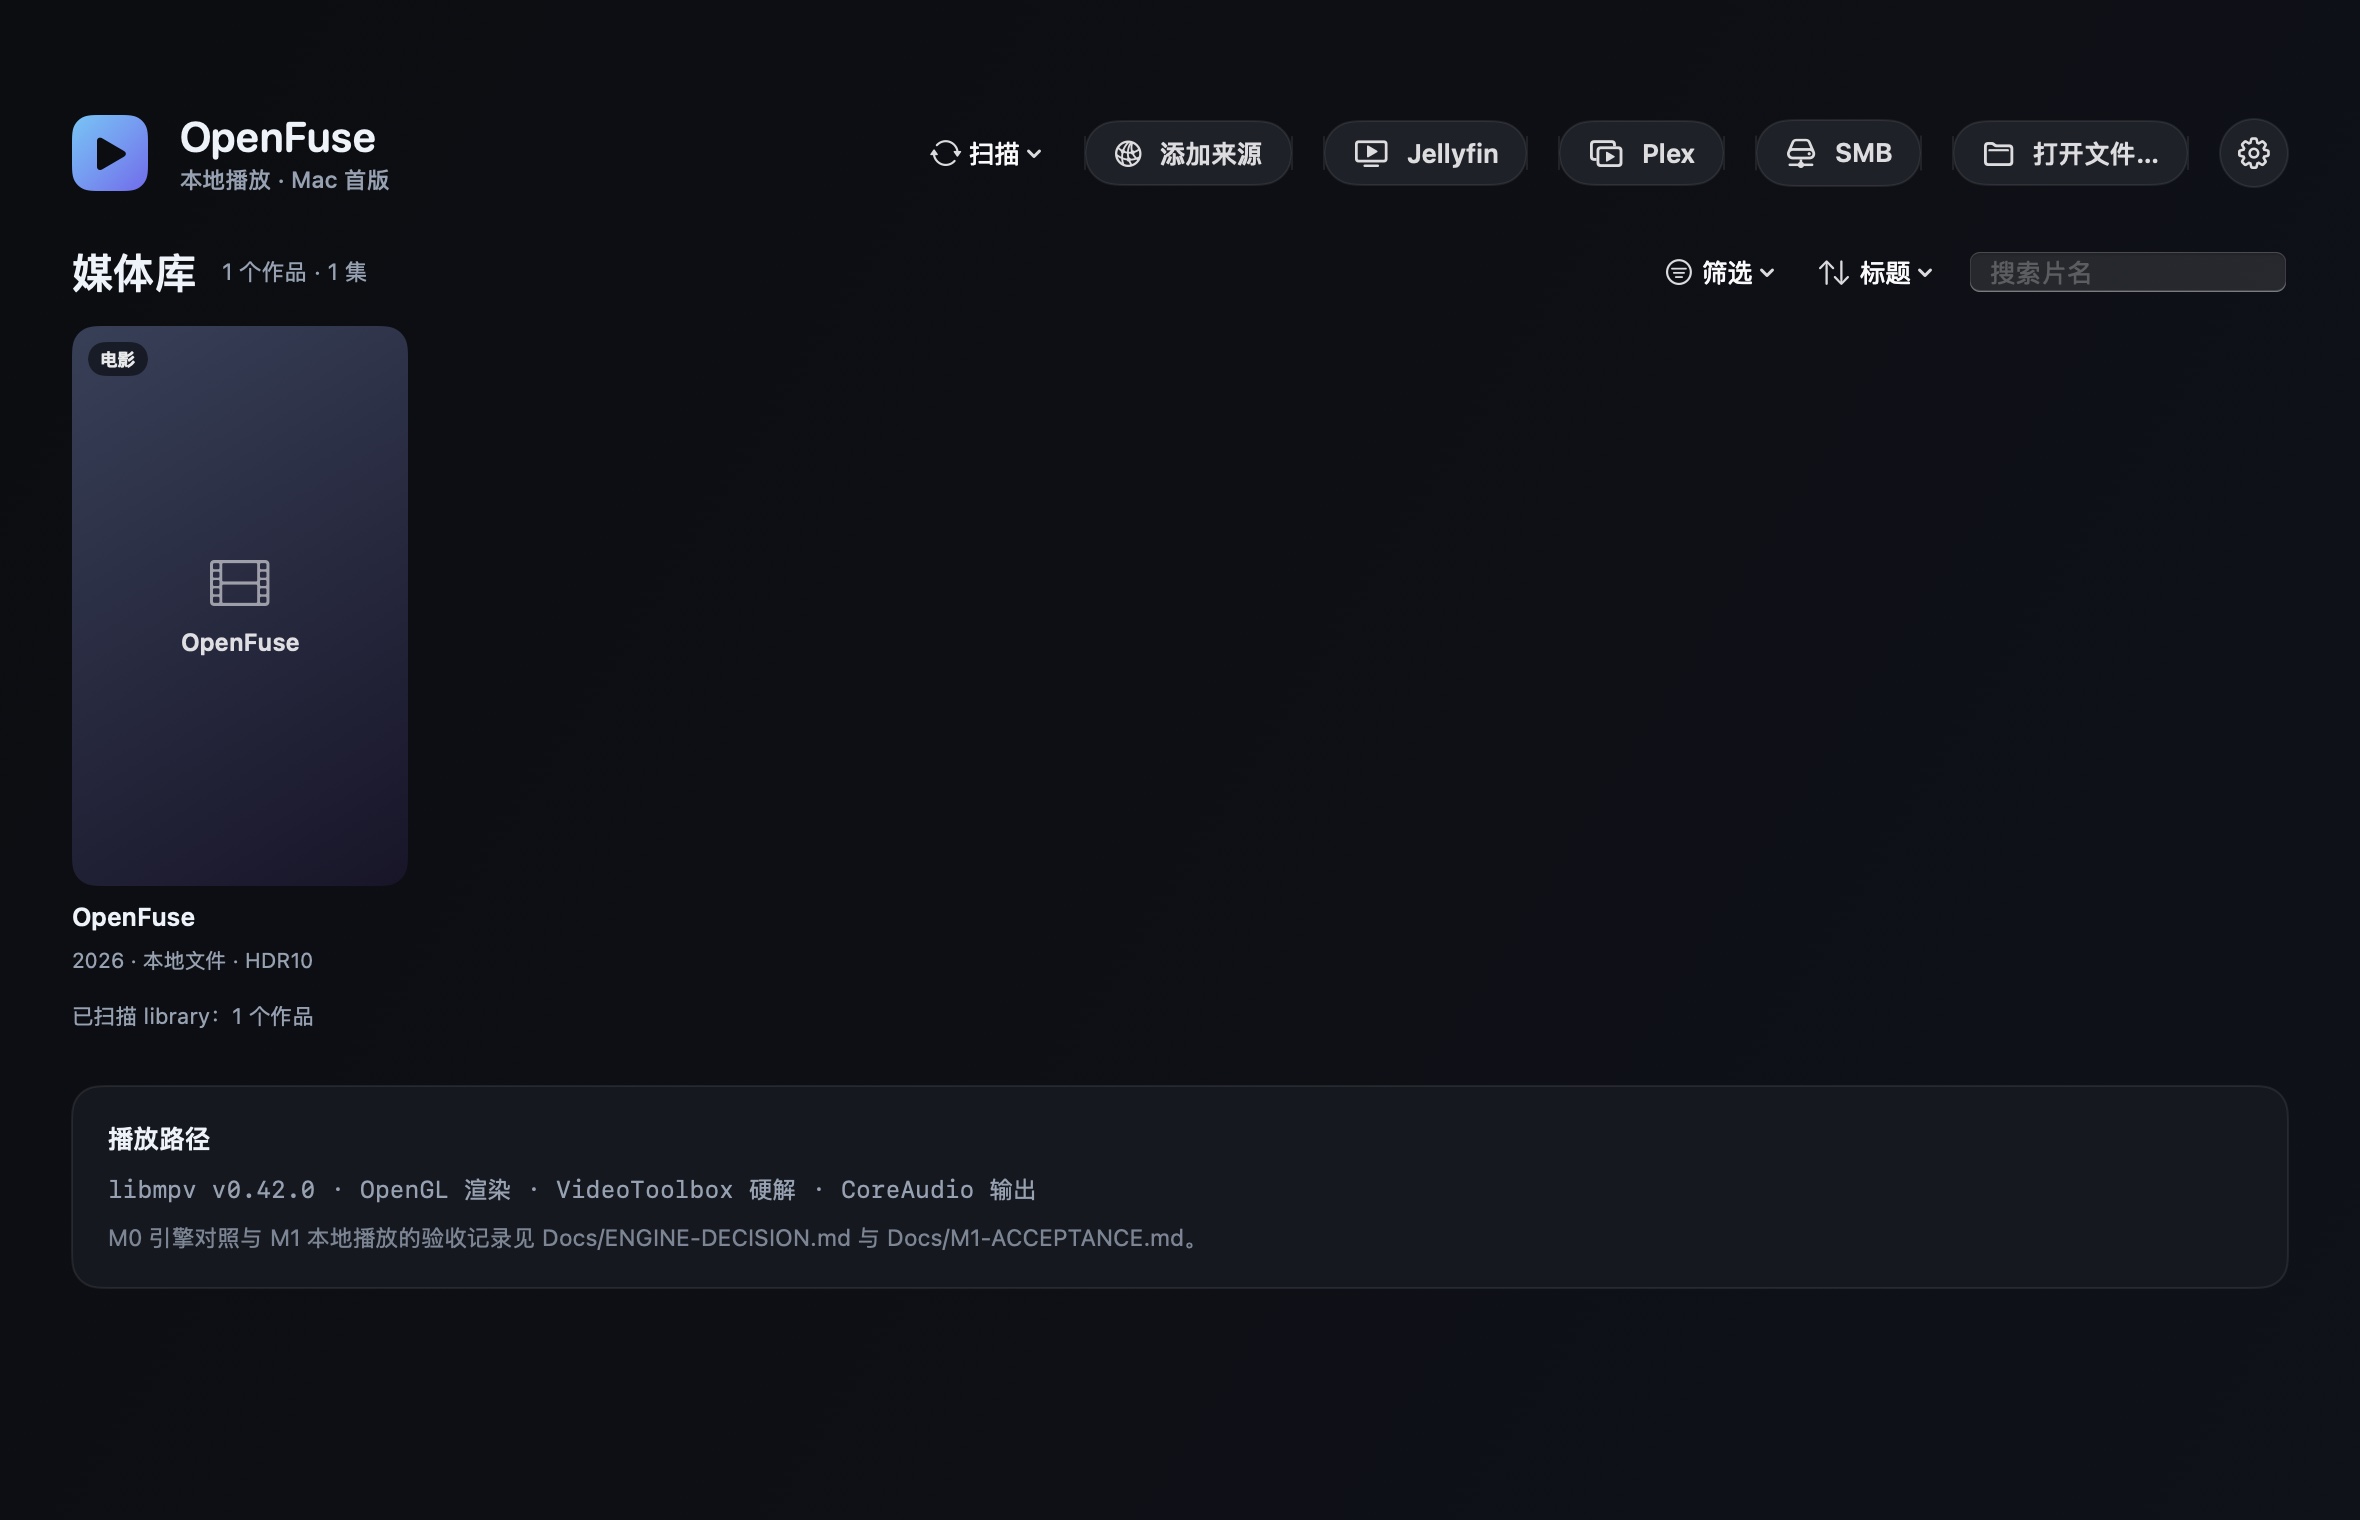 OpenFuse
本地播放 · Mac 首版
扫描
添加来源
Jellyfin
Plex
SMB
打开文件...
媒体库
1 个作品 · 1 集
筛选
标题
搜索片名
电影
OpenFuse
OpenFuse
2026 · 本地文件 · HDR10
已扫描 library：1 个作品
播放路径
libmpv v0.42.0 · OpenGL 渲染 · VideoToolbox 硬解 · CoreAudio 输出
M0 引擎对照与 M1 本地播放的验收记录见 Docs/ENGINE-DECISION.md 与 Docs/M1-ACCEPTANCE.md。